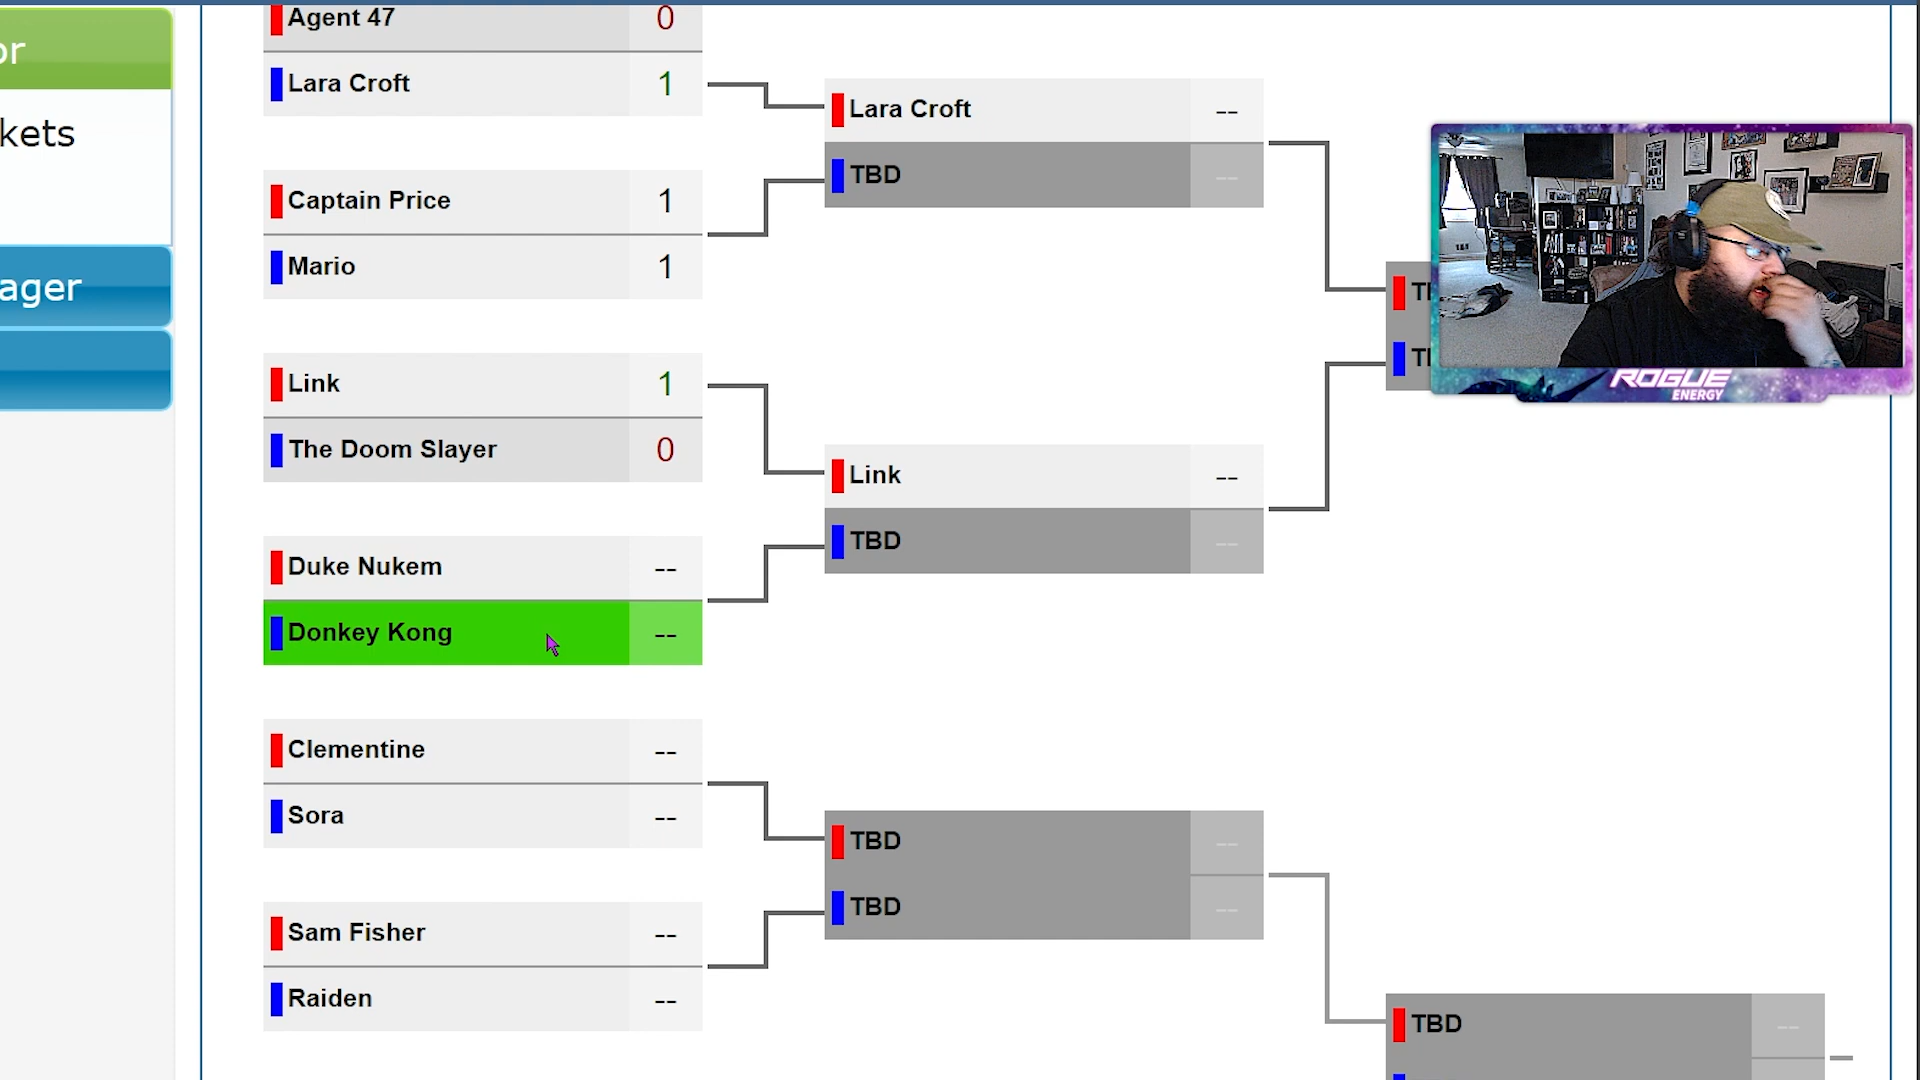 or
kets
ager
Agent 47 0
Lara Croft 1
Captain Price 1
Mario 1
Link 1
The Doom Slayer 0
Duke Nukem --
Donkey Kong --
Clementine --
Sora --
Sam Fisher --
Raiden --
Lara Croft --
TBD --
Link --
TBD --
TBD --
TBD --
T
T
TBD --
ROGUE
ENERGY